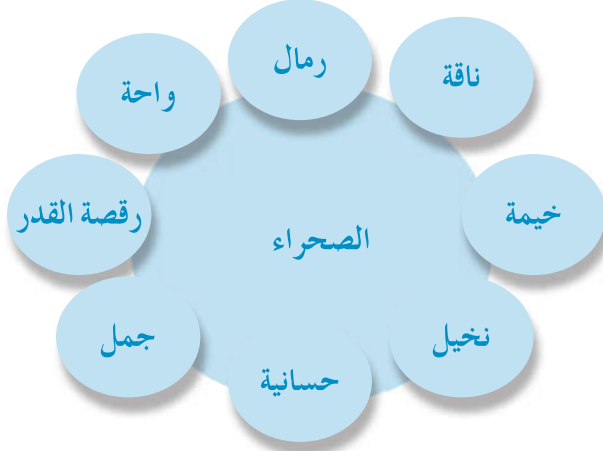 رمال
ناقة
واحة
خيمة
رقصة القدر
الصحراء
نخيل
جمل
حسانية